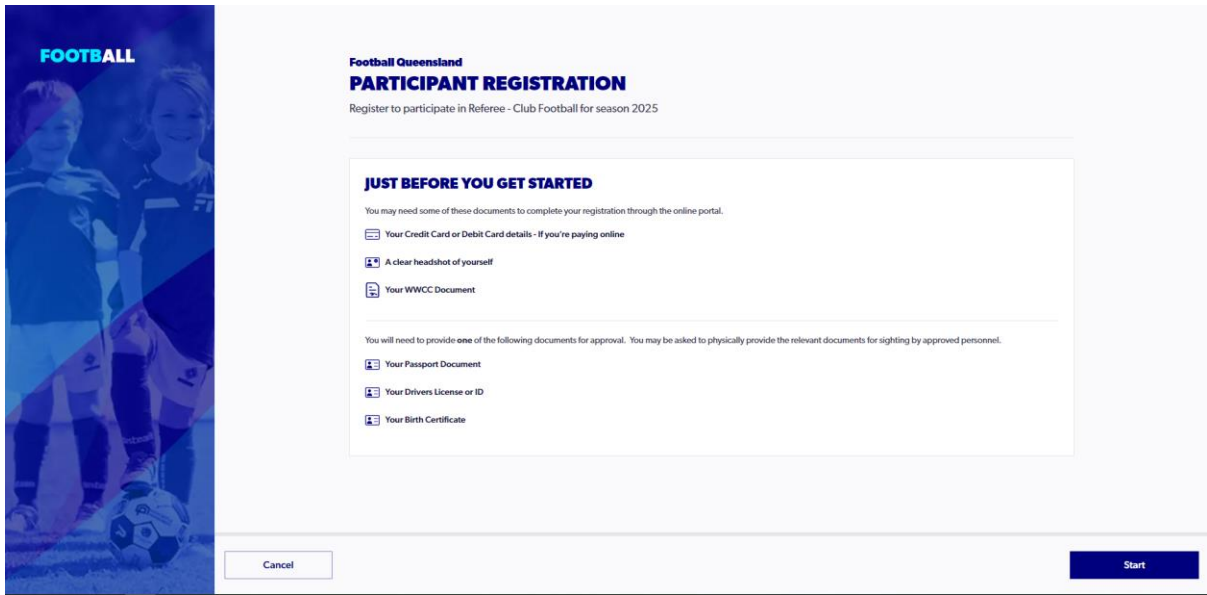 FOOTBALL
Football Queensland
PARTICIPANT REGISTRATION
Register to participate in Referee - Club Football for season 2025
JUST BEFORE YOU GET STARTED
You may need some of these documents to complete your registration through the online portal.
Your Credit Card or Debit Card details - If you're paying online
A clear headshot of yourself
Your WWCC Document
You will need to provide one of the following documents for approval. You may be asked to physically provide the relevant documents for sighting by approved personnel.
Your Passport Document
Your Drivers License or ID
Your Birth Certificate
Cancel
Start